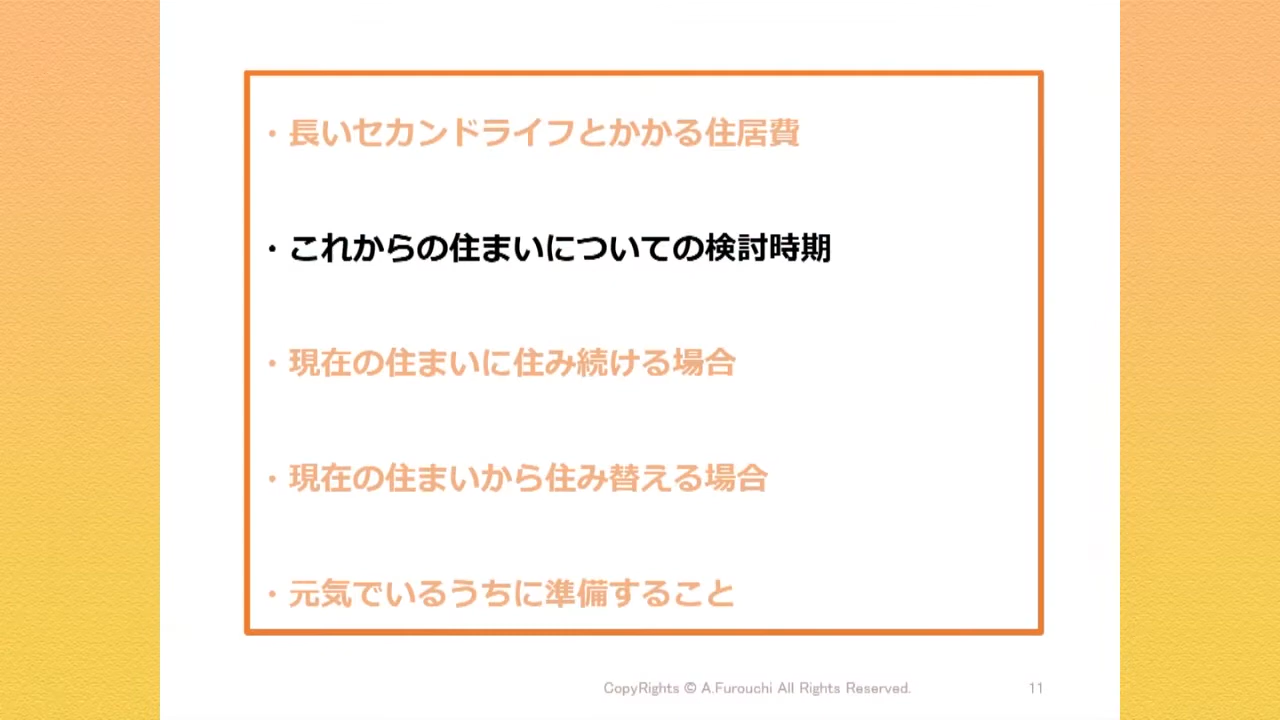 ・長いセカンドライフとかかる住居費
・これからの住まいについての検討時期
・現在の住まいに住み続ける場合
・現在の住まいから住み替える場合
・元気でいるうちに準備すること
CopyRights © A.Furouchi All Rights Reserved.
11